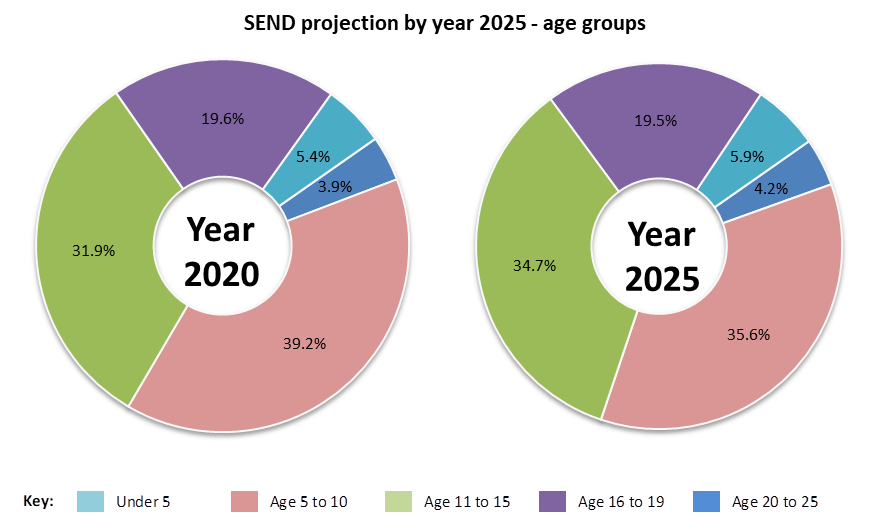 SEND projection by year 2025 - age groups
19.6%
5.4%
3.9%
31.9%
Year
2020
39.2%
19.5%
5.9%
4.2%
34.7%
Year
2025
35.6%
Key:
Under 5
Age 5 to 10
Age 11 to 15
Age 16 to 19
Age 20 to 25